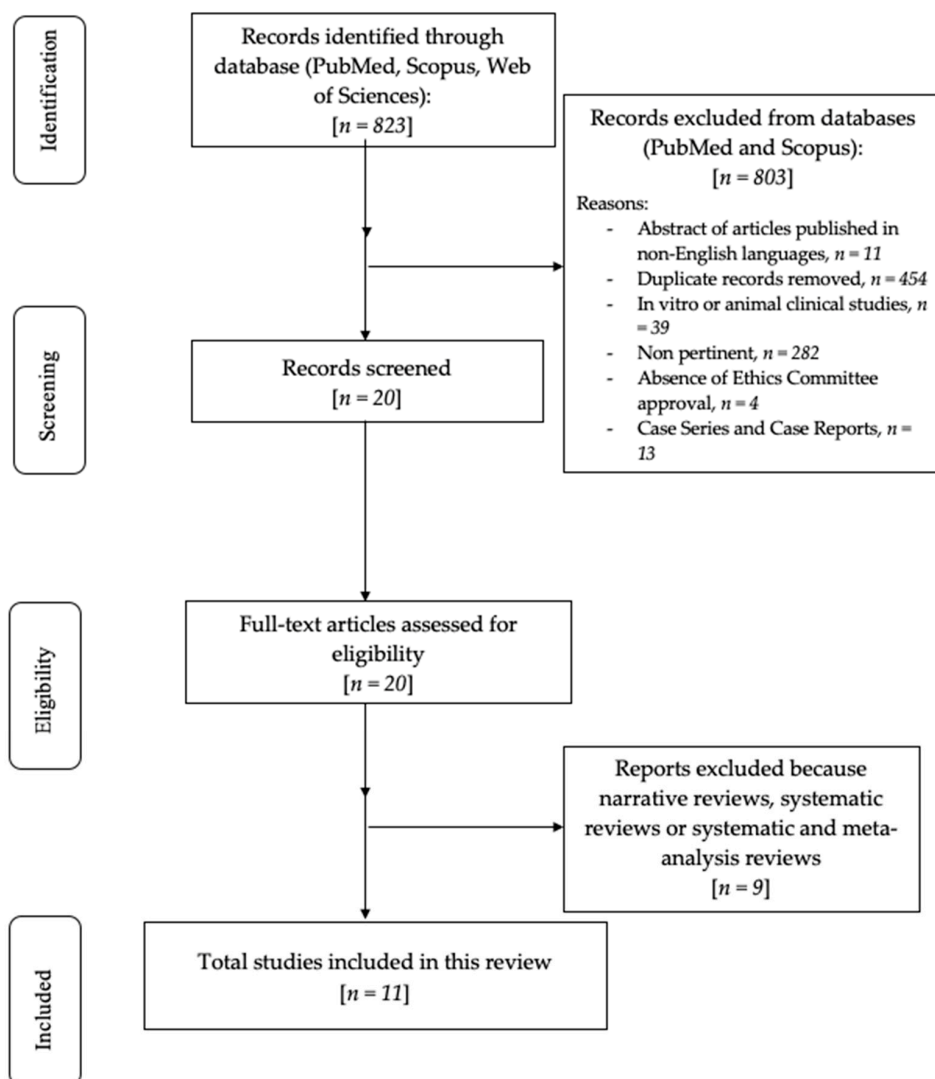 Identification
Records identified through
database (PubMed, Scopus, Web
of Sciences):
[n = 823]
Records excluded from databases
(PubMed and Scopus):
[n = 803]
Reasons:
- Abstract of articles published in
non-English languages, n = 11
- Duplicate records removed, n = 454
- In vitro or animal clinical studies, n
= 39
- Non pertinent, n = 282
- Absence of Ethics Committee
approval, n = 4
- Case Series and Case Reports, n =
13
Screening
Records screened
[n = 20]
Eligibility
Full-text articles assessed for
eligibility
[n = 20]
Reports excluded because
narrative reviews, systematic
reviews or systematic and meta-
analysis reviews
[n = 9]
Included
Total studies included in this review
[n = 11]